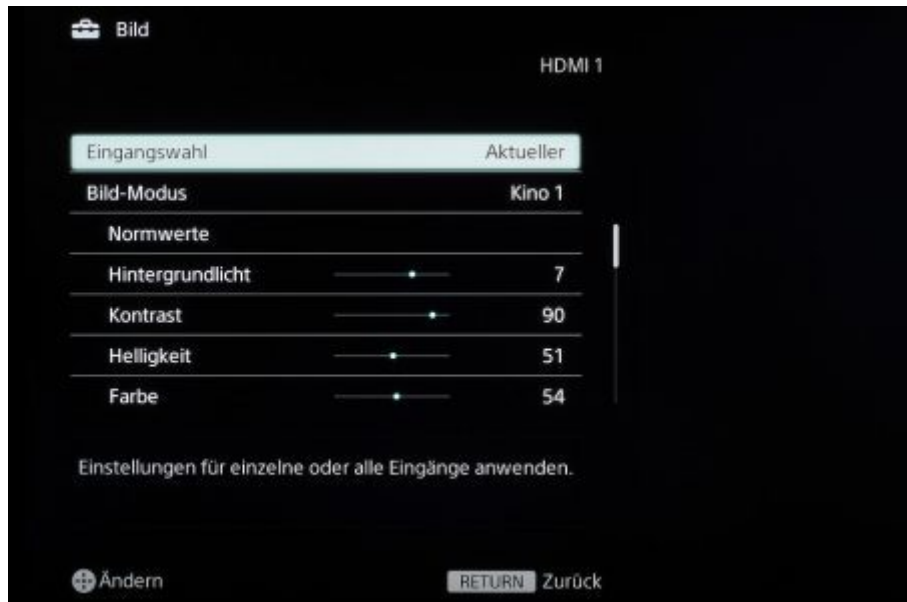 Bild
HDMI 1
Eingangswahl Aktueller
Bild-Modus Kino 1
Normwerte
Hintergrundlicht 7
Kontrast 90
Helligkeit 51
Farbe 54
Einstellungen für einzelne oder alle Eingänge anwenden.
Ändern RETURN Zurück